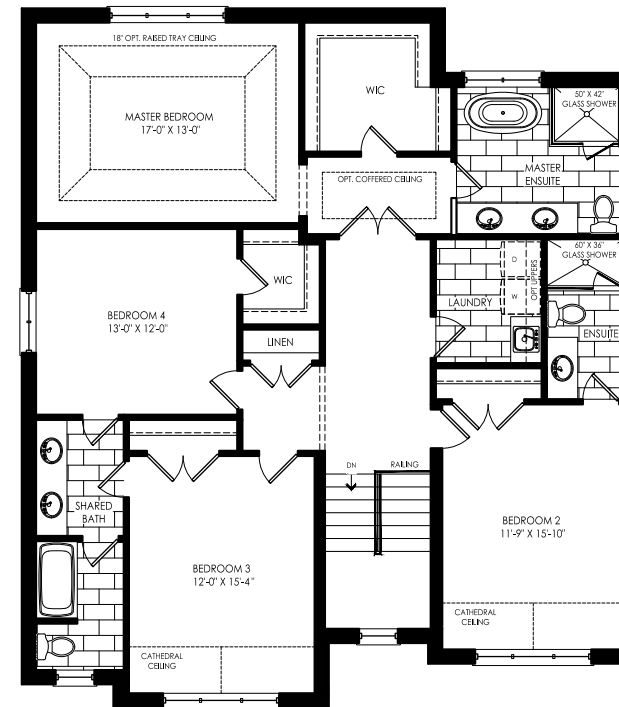 18" OPT. RAISED TRAY CEILING
MASTER BEDROOM
17'-0" X 13'-0"
WIC
50" X 42"
GLASS SHOWER
MASTER
ENSUITE
OPT. COFFERED CEILING
60" X 36"
GLASS SHOWER
D
W
OPT UPPERS
LAUNDRY
ENSUITE
WIC
BEDROOM 4
13'-0" X 12'-0"
LINEN
DN
RAILING
SHARED
BATH
BEDROOM 2
11'-9" X 15'-10"
BEDROOM 3
12'-0" X 15'-4"
CATHEDRAL
CEILING
CATHEDRAL
CEILING